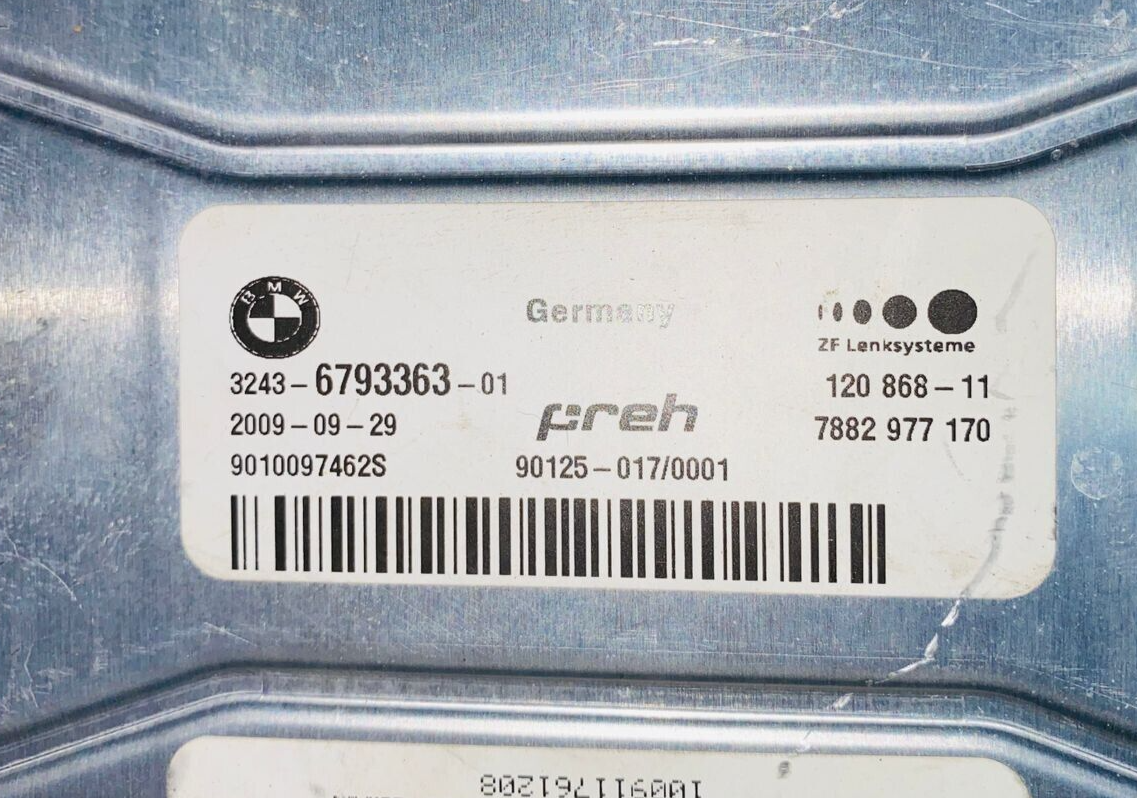 BMW
Germany
ZF Lenksysteme
3243-6793363-01
120 868-11
preh
2009-09-29
7882 977 170
9010097462S
90125-017/0001
100911761208